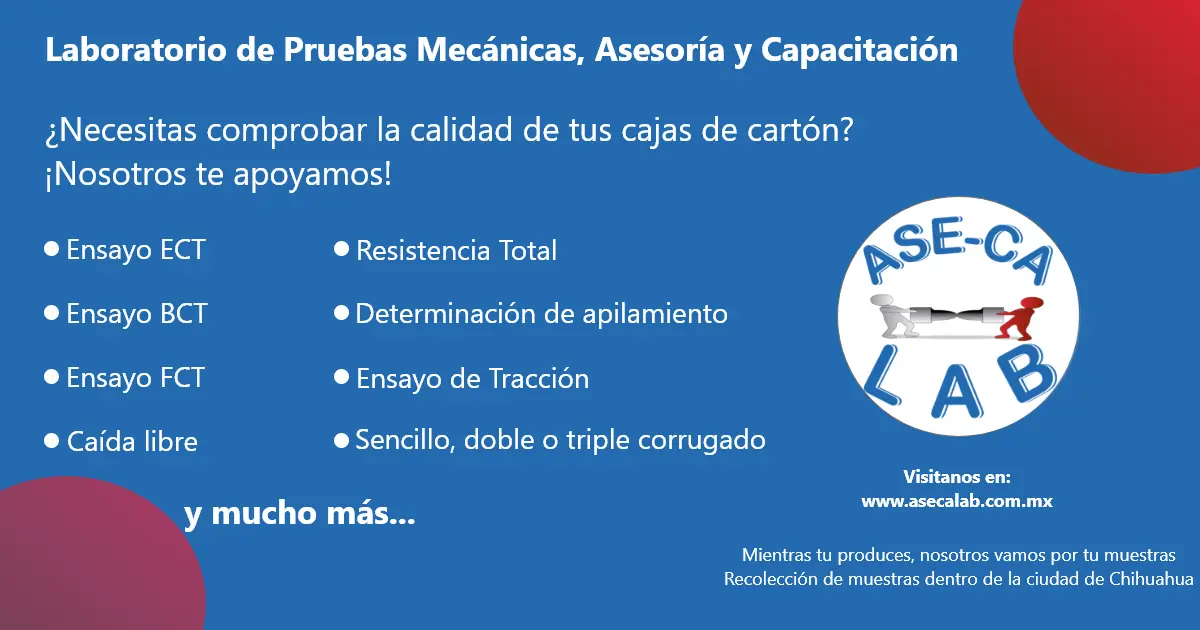 Laboratorio de Pruebas Mecánicas, Asesoría y Capacitación
¿Necesitas comprobar la calidad de tus cajas de cartón?
¡Nosotros te apoyamos!
Ensayo ECT
Ensayo BCT
Ensayo FCT
Caída libre
Resistencia Total
Determinación de apilamiento
Ensayo de Tracción
Sencillo, doble o triple corrugado
y mucho más...
ASE-CA
LAB
Visitanos en:
www.asecalab.com.mx
Mientras tu produces, nosotros vamos por tu muestras
Recolección de muestras dentro de la ciudad de Chihuahua